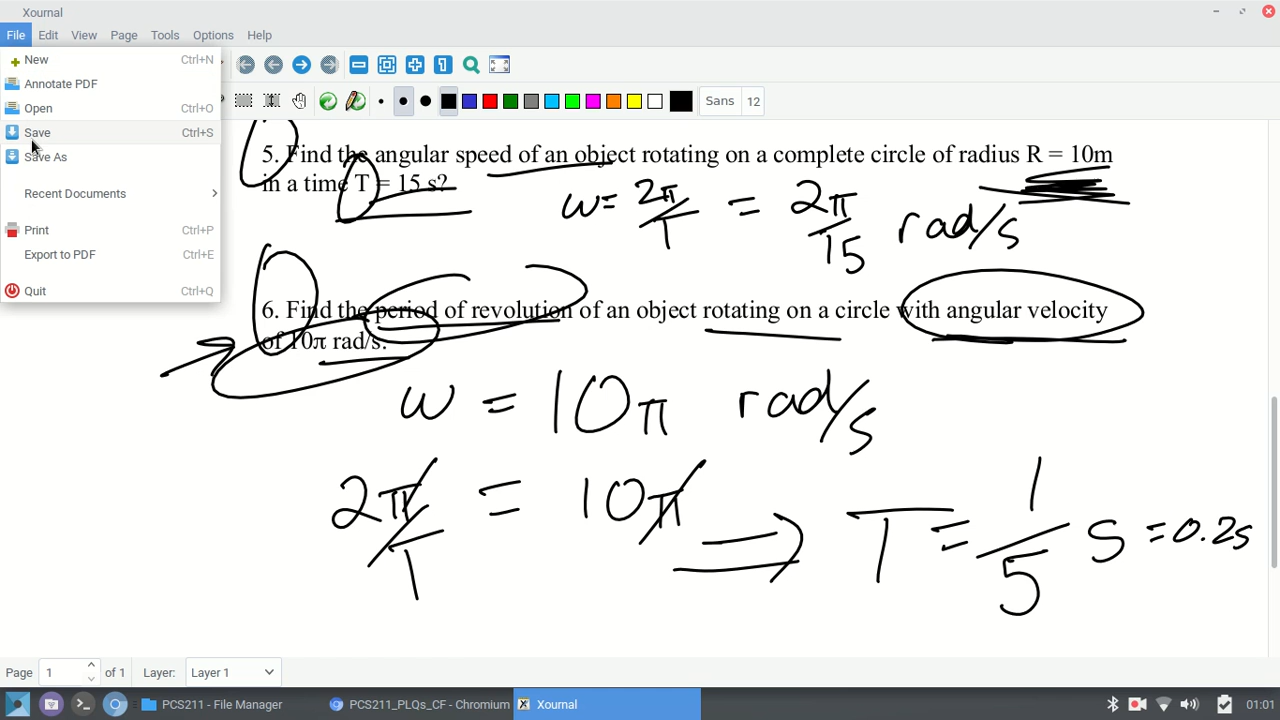 Xournal
File Edit View Page Tools Options Help
New Ctrl+N
Annotate PDF
Open Ctrl+O
Save Ctrl+S
Save As
Recent Documents
Print Ctrl+P
Export to PDF Ctrl+E
Quit Ctrl+Q
Sans 12
5. Find the angular speed of an object rotating on a complete circle of radius R = 10m
in a time T = 15 s?
ω = 2π/T = 2π/15 rad/s
6. Find the period of revolution of an object rotating on a circle with angular velocity
of 10π rad/s.
ω = 10π rad/s
2π/T = 10π ⇒ T = 1/5 s = 0.2s
Page 1 of 1 Layer: Layer 1
PCS211 - File Manager PCS211_PLQs_CF - Chromium Xournal 01:01